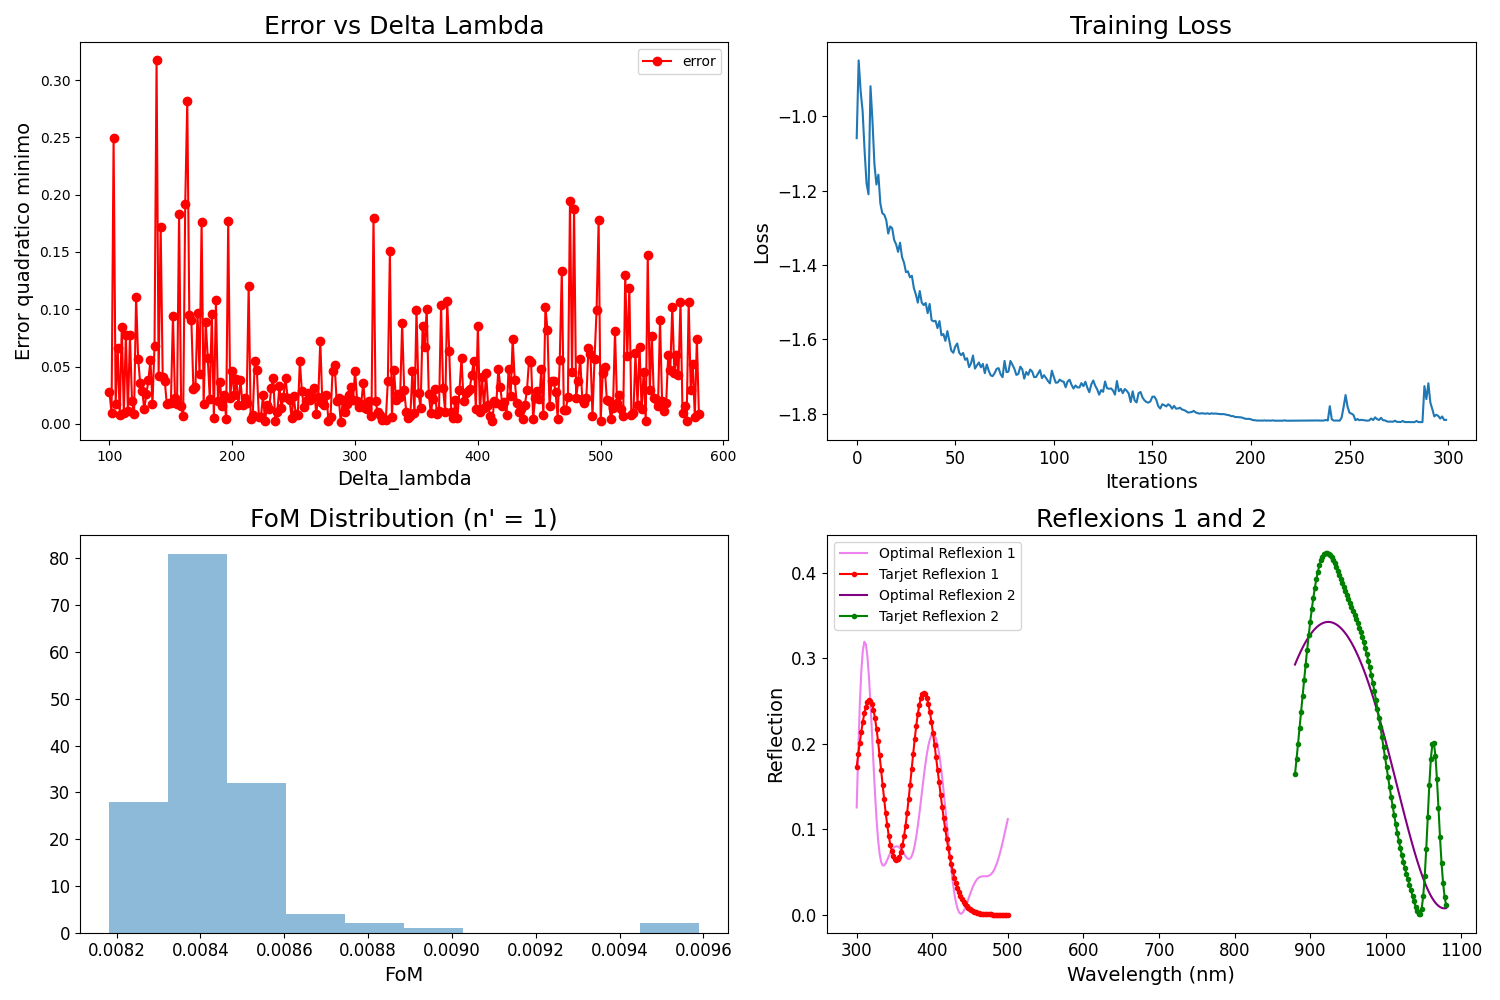 Error vs Delta Lambda
error
Error quadratico minimo
0.30
0.25
0.20
0.15
0.10
0.05
0.00
100 200 300 400 500 600
Delta_lambda
Training Loss
Loss
−1.0
−1.2
−1.4
−1.6
−1.8
0 50 100 150 200 250 300
Iterations
FoM Distribution (n' = 1)
80
70
60
50
40
30
20
10
0
0.0082 0.0084 0.0086 0.0088 0.0090 0.0092 0.0094 0.0096
FoM
Reflexions 1 and 2
Optimal Reflexion 1
Tarjet Reflexion 1
Optimal Reflexion 2
Tarjet Reflexion 2
Reflection
0.4
0.3
0.2
0.1
0.0
300 400 500 600 700 800 900 1000 1100
Wavelength (nm)